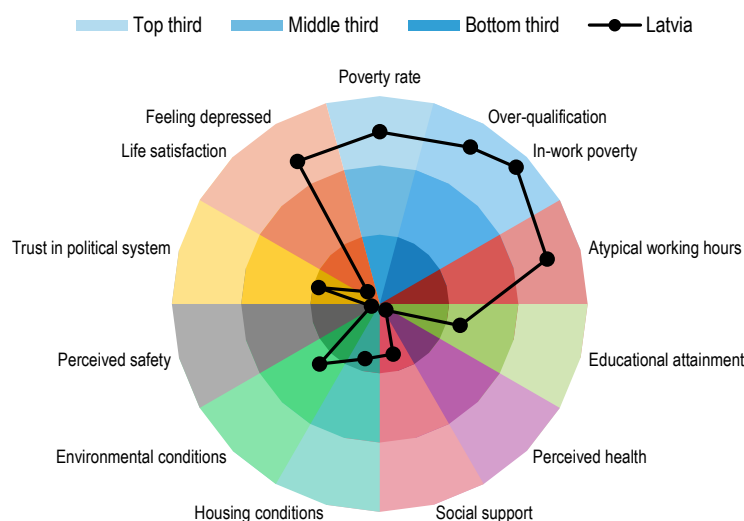 Top third
Middle third
Bottom third
Latvia
Poverty rate
Feeling depressed
Over-qualification
Life satisfaction
In-work poverty
Trust in political system
Atypical working hours
Perceived safety
Educational attainment
Environmental conditions
Perceived health
Housing conditions
Social support